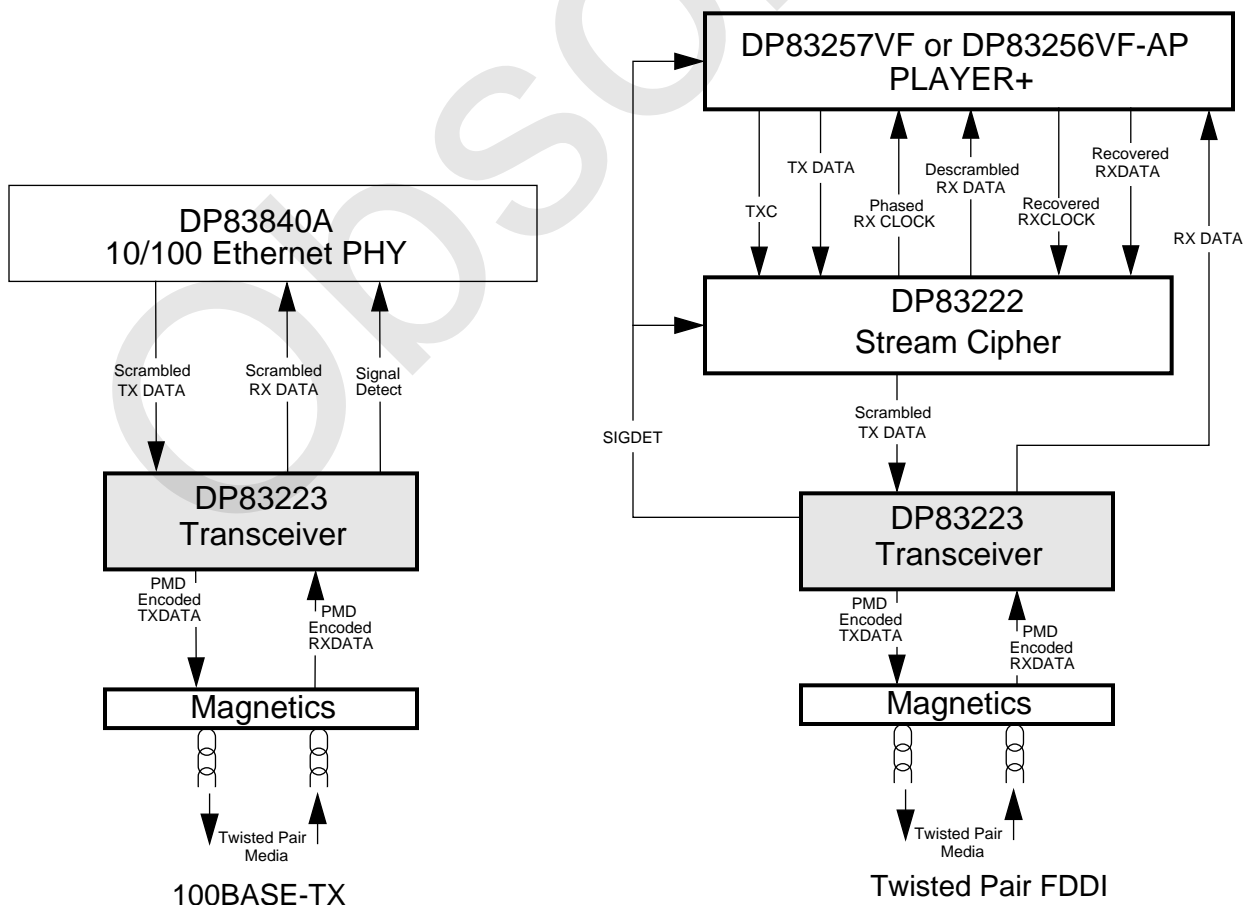 DP83840A
10/100 Ethernet PHY
Scrambled
TX DATA
Scrambled
RX DATA
Signal
Detect
DP83223
Transceiver
PMD
Encoded
TXDATA
PMD
Encoded
RXDATA
Magnetics
Twisted Pair
Media
100BASE-TX
DP83257VF or DP83256VF-AP
PLAYER+
TXC
TX DATA
Phased
RX CLOCK
Descrambled
RX DATA
Recovered
RXCLOCK
Recovered
RXDATA
RX DATA
DP83222
Stream Cipher
SIGDET
Scrambled
TX DATA
DP83223
Transceiver
PMD
Encoded
TXDATA
PMD
Encoded
RXDATA
Magnetics
Twisted Pair
Media
Twisted Pair FDDI